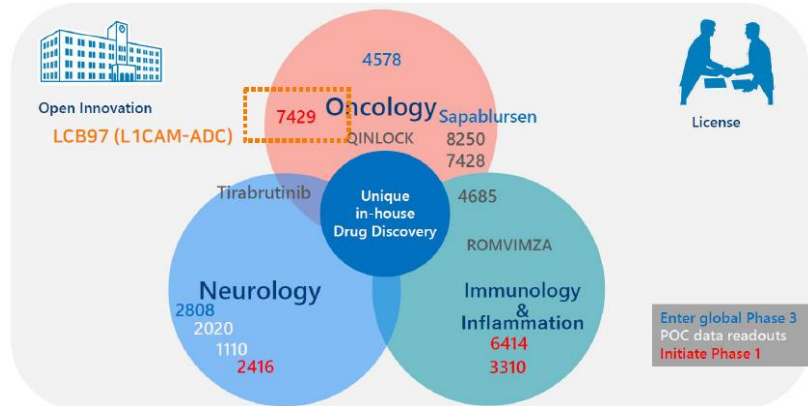 4578
Open Innovation
7429
Oncology
Sapablursen
License
LCB97 (L1CAM-ADC)
QINLOCK
8250
7428
Tirabrutinib
Unique
in-house
Drug Discovery
4685
ROMVIMZA
Neurology
2808
2020
1110
2416
Immunology
&
Inflammation
6414
3310
Enter global Phase 3
POC data readouts
Initiate Phase 1